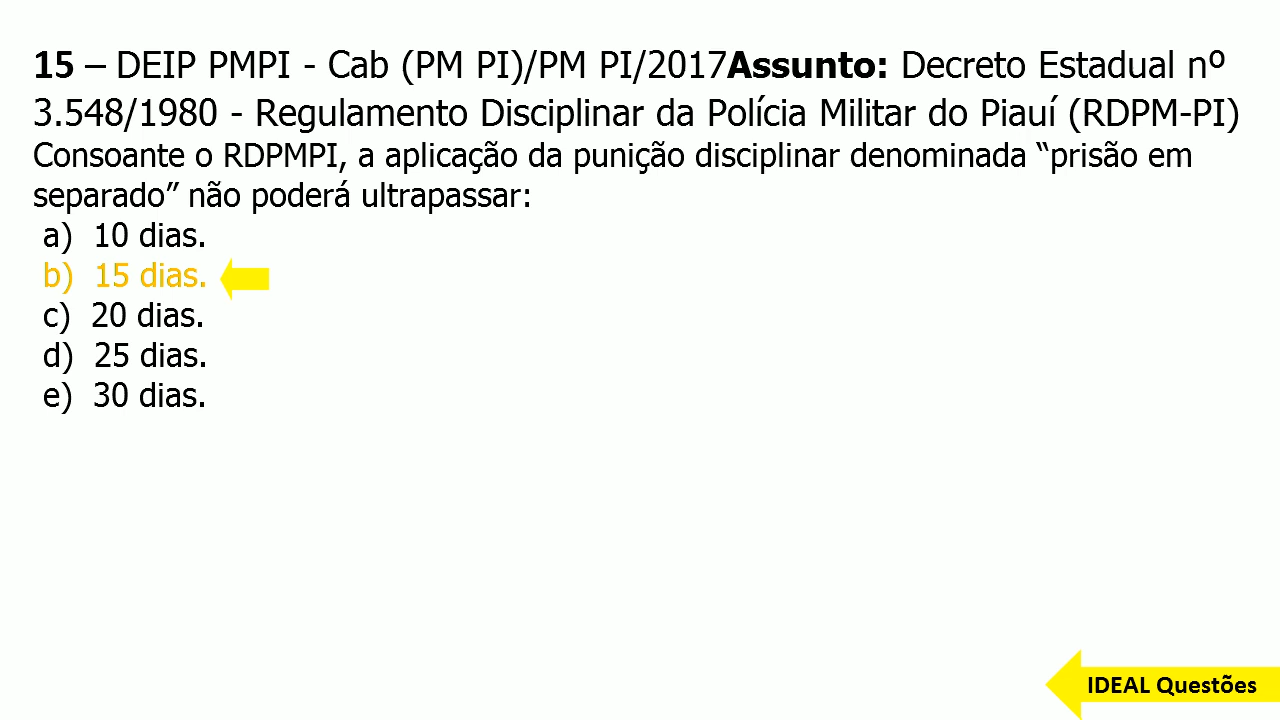 15 – DEIP PMPI - Cab (PM PI)/PM PI/2017Assunto: Decreto Estadual nº
3.548/1980 - Regulamento Disciplinar da Polícia Militar do Piauí (RDPM-PI)
Consoante o RDPMPI, a aplicação da punição disciplinar denominada “prisão em
separado” não poderá ultrapassar:
a) 10 dias.
b) 15 dias.
c) 20 dias.
d) 25 dias.
e) 30 dias.
IDEAL Questões